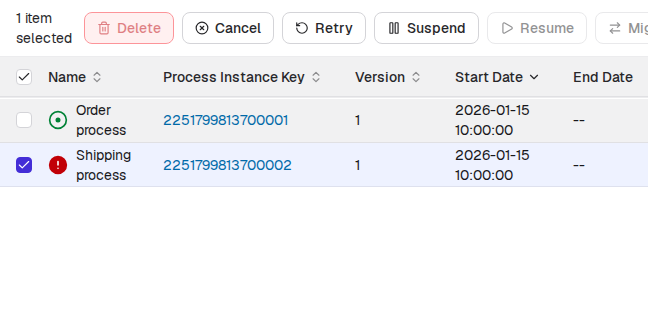 1 item
selected
Delete
Cancel
Retry
Suspend
Resume
Name
Process Instance Key
Version
Start Date
End Date
Order
process
2251799813700001
1
2026-01-15
10:00:00
--
Shipping
process
2251799813700002
1
2026-01-15
10:00:00
--